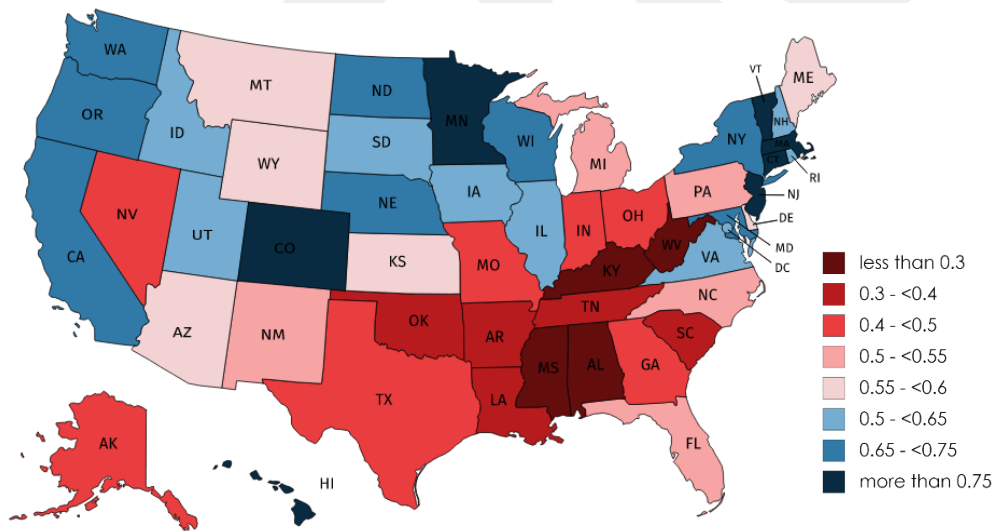 WA
MT
ND
MN
VT
ME
OR
ID
SD
WI
MI
NY
NH
MA
CT
RI
WY
IA
PA
NJ
NE
NV
UT
CO
IL
IN
OH
DE
CA
KS
MO
WV
VA
MD
DC
KY
AZ
NM
OK
AR
TN
NC
SC
MS
AL
GA
TX
LA
FL
AK
HI
less than 0.3
0.3 - <0.4
0.4 - <0.5
0.5 - <0.55
0.55 - <0.6
0.5 - <0.65
0.65 - <0.75
more than 0.75